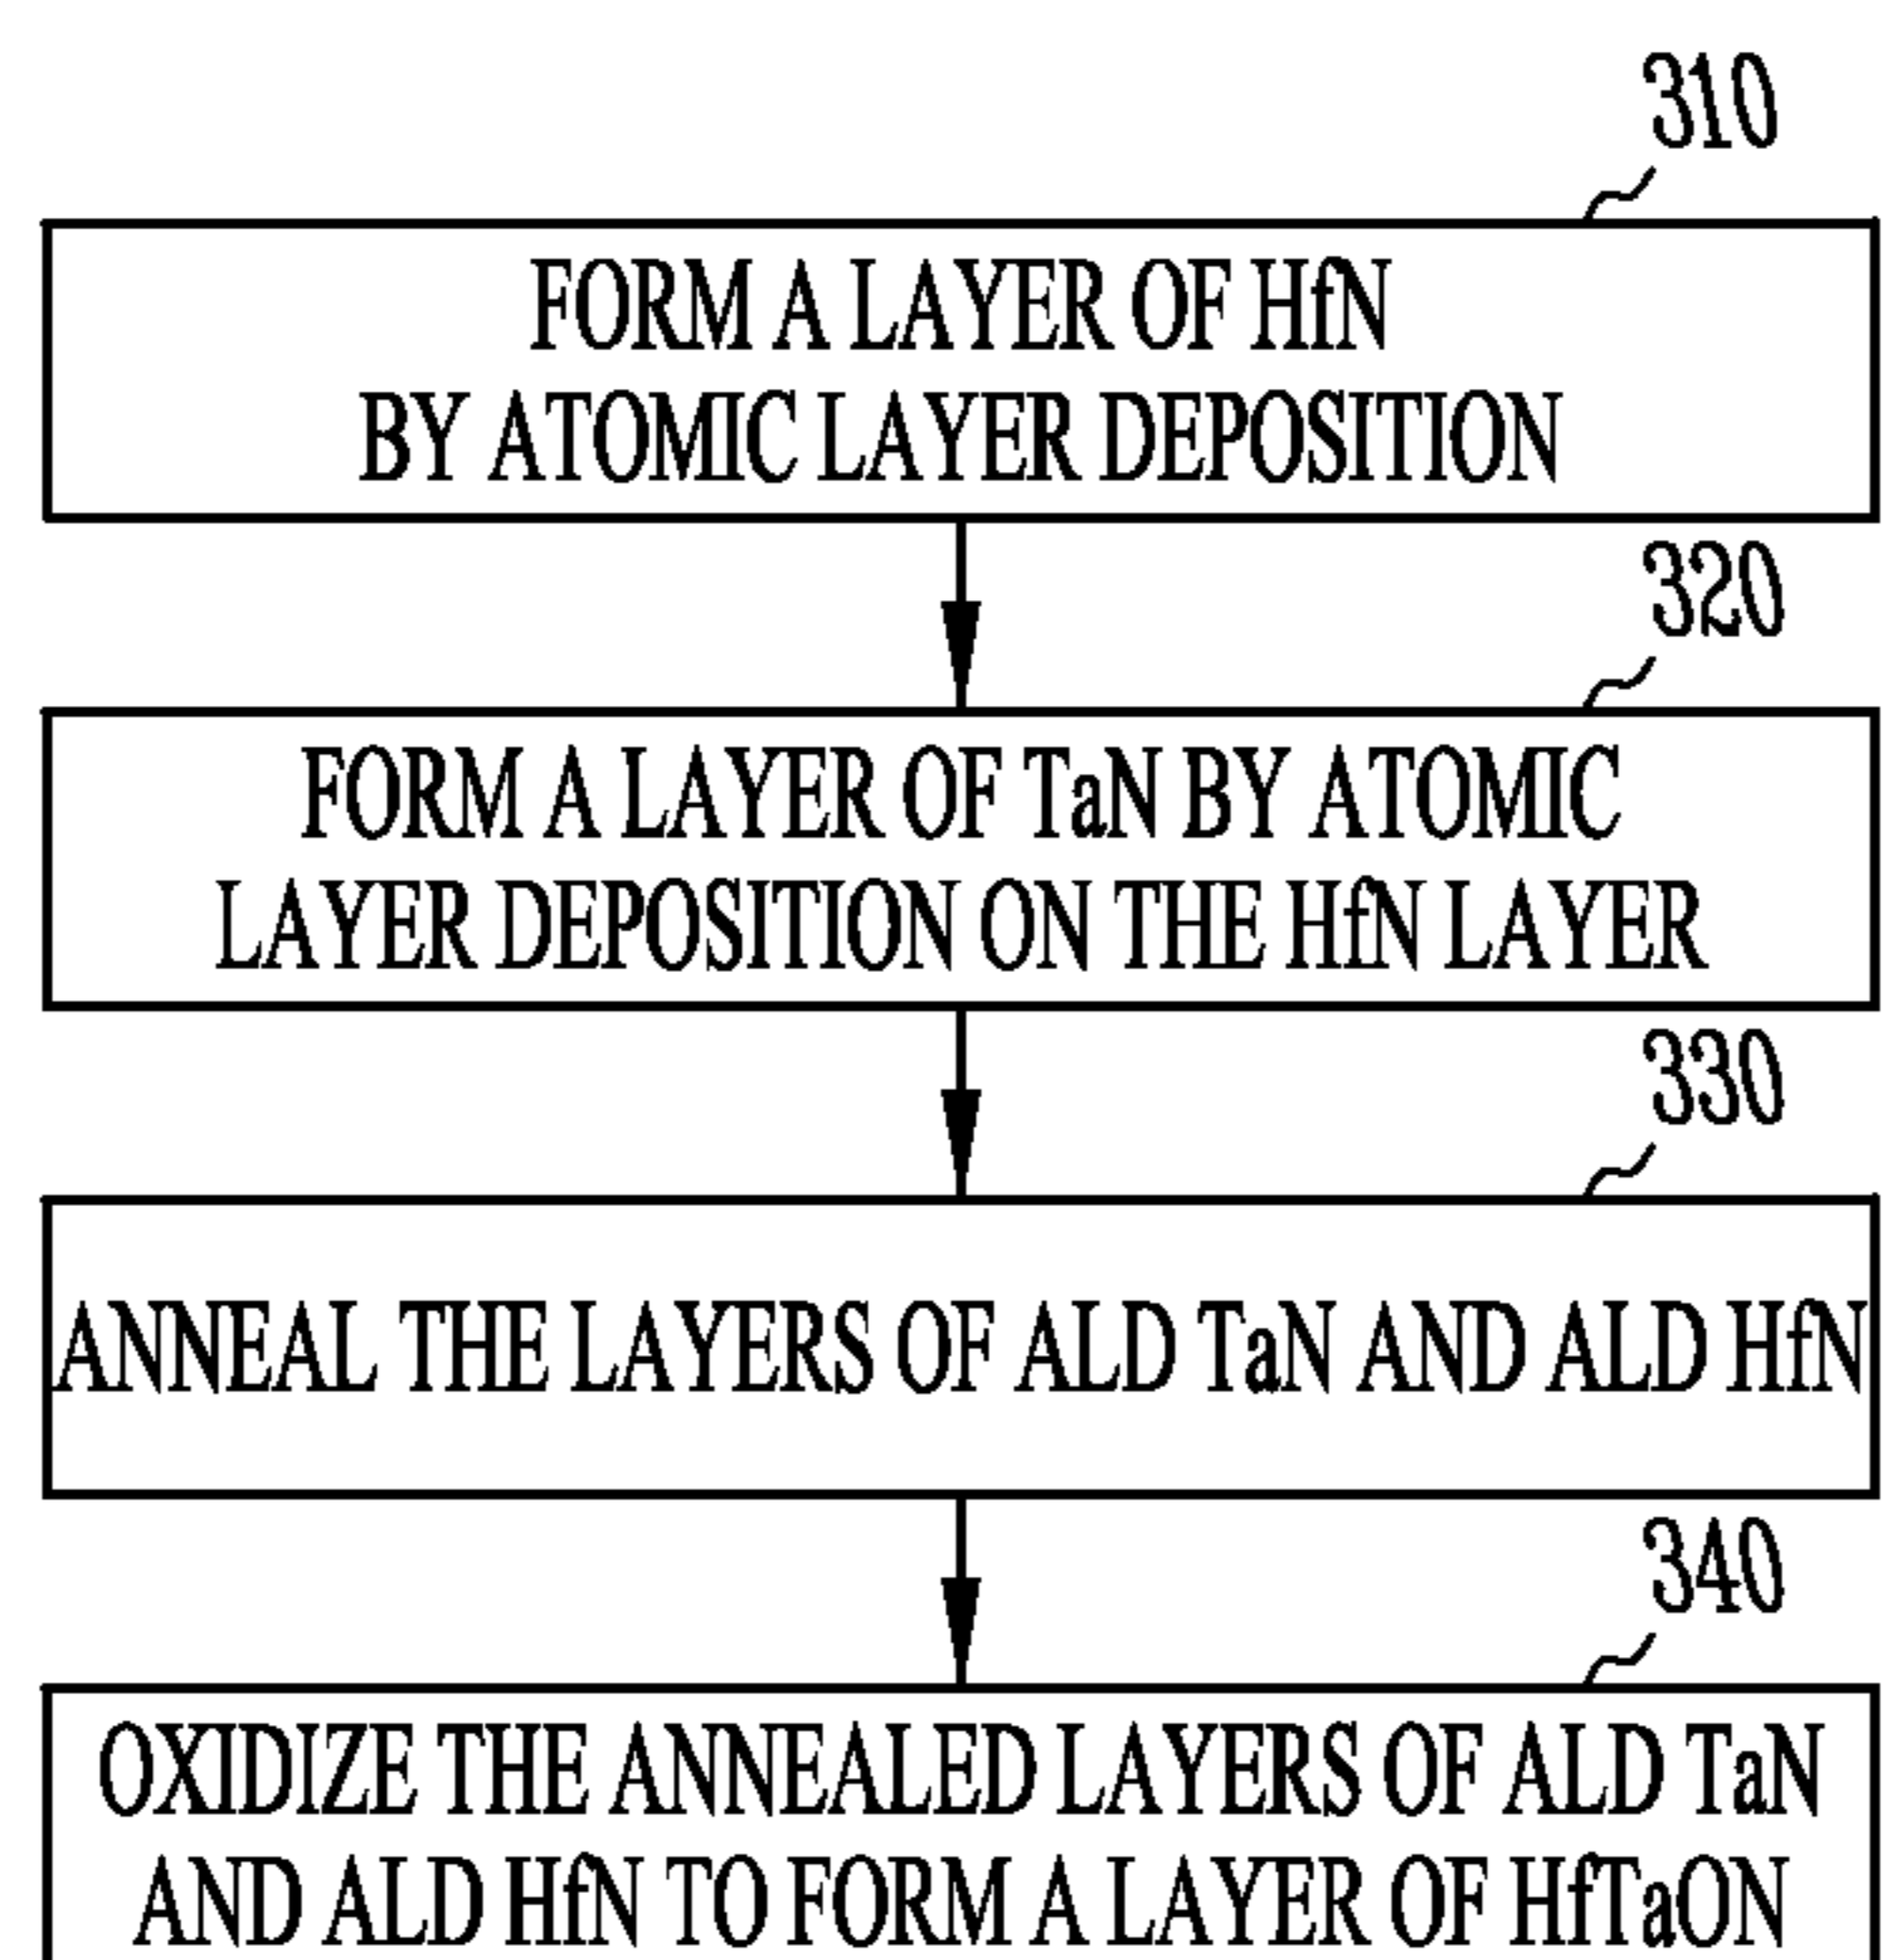 310
FORM A LAYER OF HfN
BY ATOMIC LAYER DEPOSITION
320
FORM A LAYER OF TaN BY ATOMIC
LAYER DEPOSITION ON THE HfN LAYER
330
ANNEAL THE LAYERS OF ALD TaN AND ALD HfN
340
OXIDIZE THE ANNEALED LAYERS OF ALD TaN
AND ALD HfN TO FORM A LAYER OF HfTaON